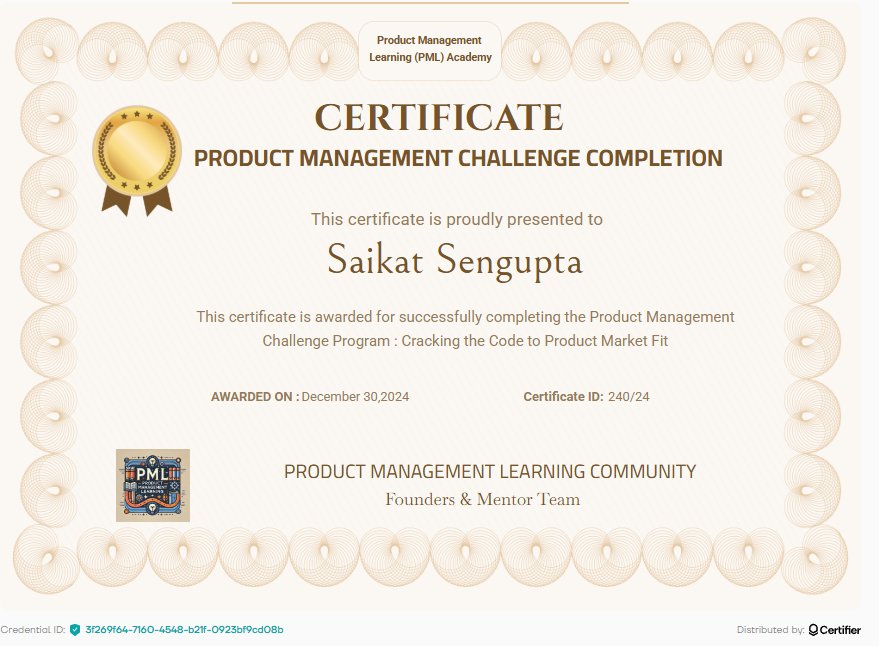 Product Management
Learning (PML) Academy
CERTIFICATE
PRODUCT MANAGEMENT CHALLENGE COMPLETION
This certificate is proudly presented to
Saikat Sengupta
This certificate is awarded for successfully completing the Product Management
Challenge Program : Cracking the Code to Product Market Fit
AWARDED ON : December 30,2024
Certificate ID: 240/24
PML
PRODUCT
MANAGEMENT
LEARNING
PRODUCT MANAGEMENT LEARNING COMMUNITY
Founders & Mentor Team
Credential ID: 3f269f64-7160-4548-b21f-0923bf9cd08b
Distributed by: Certifier